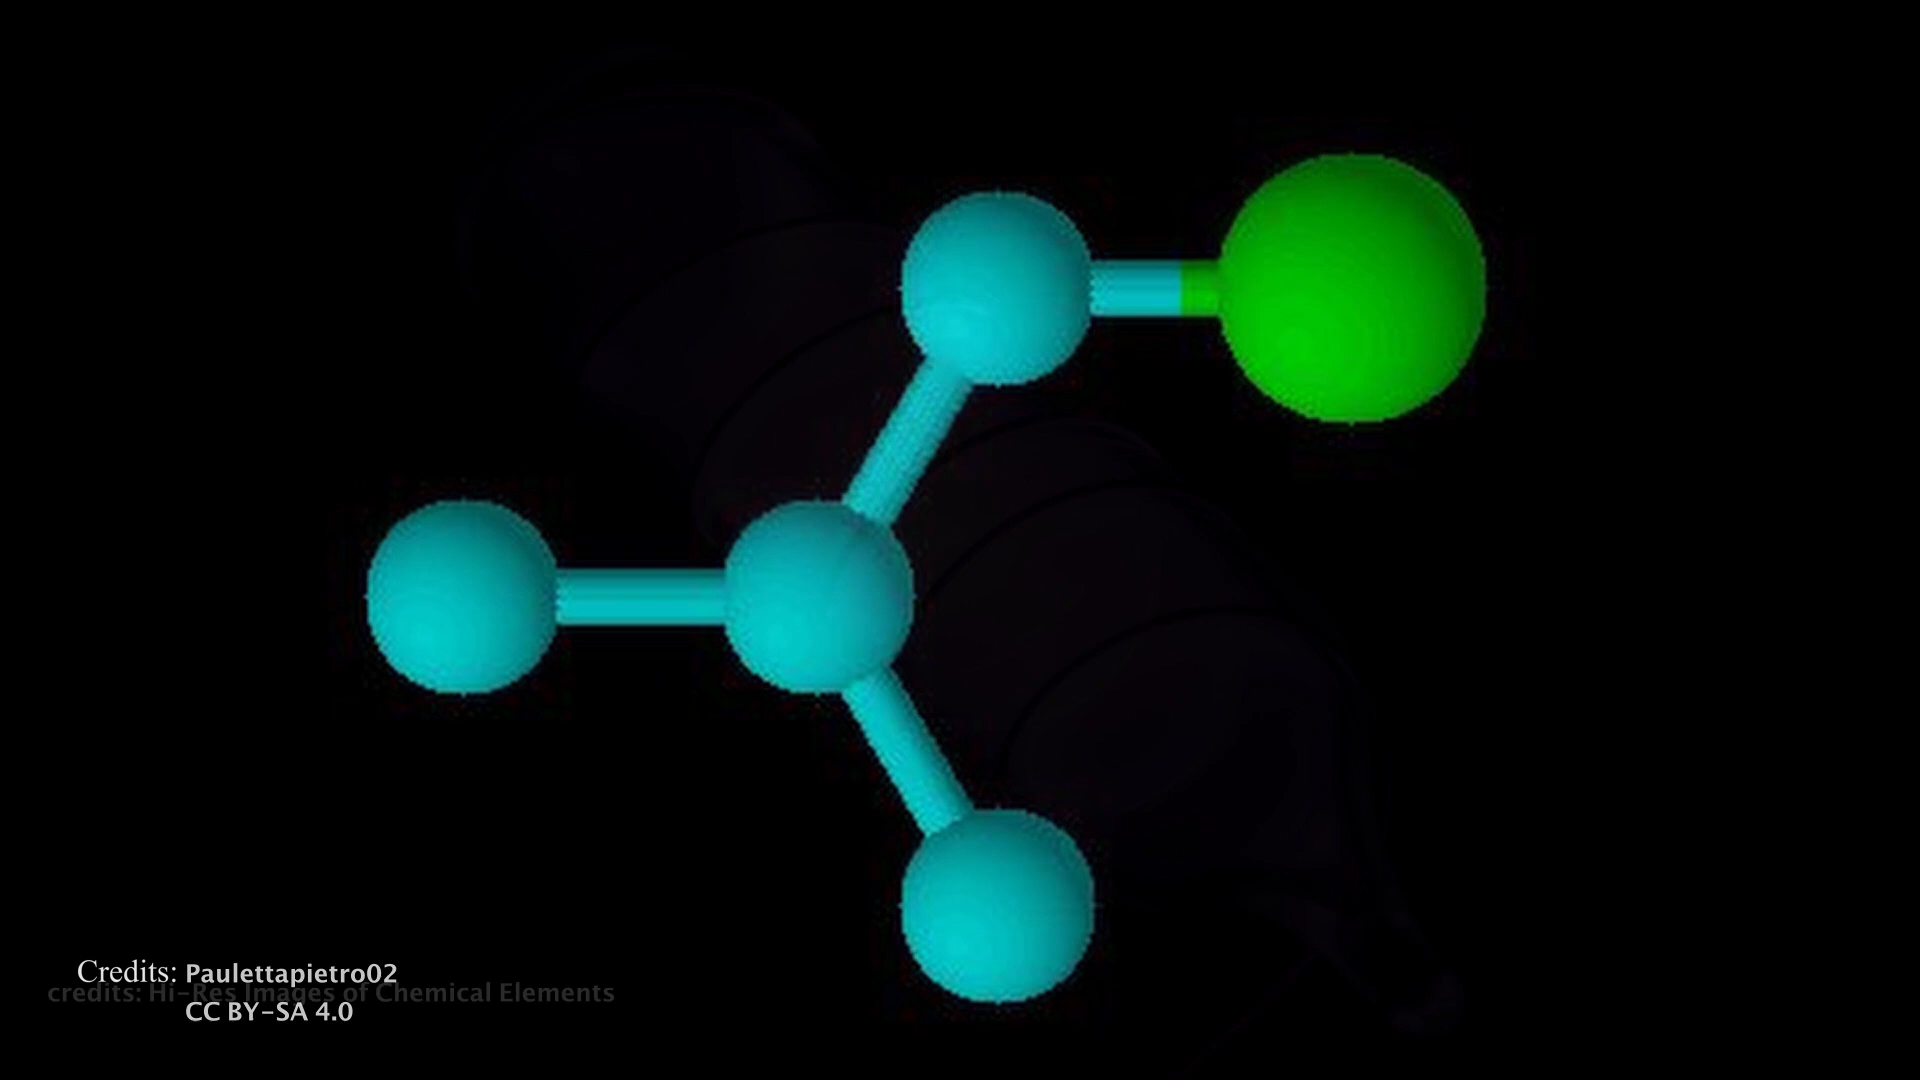 Credits: Paulettapietro02
credits: Hi-Res Images of Chemical Elements
CC BY-SA 4.0